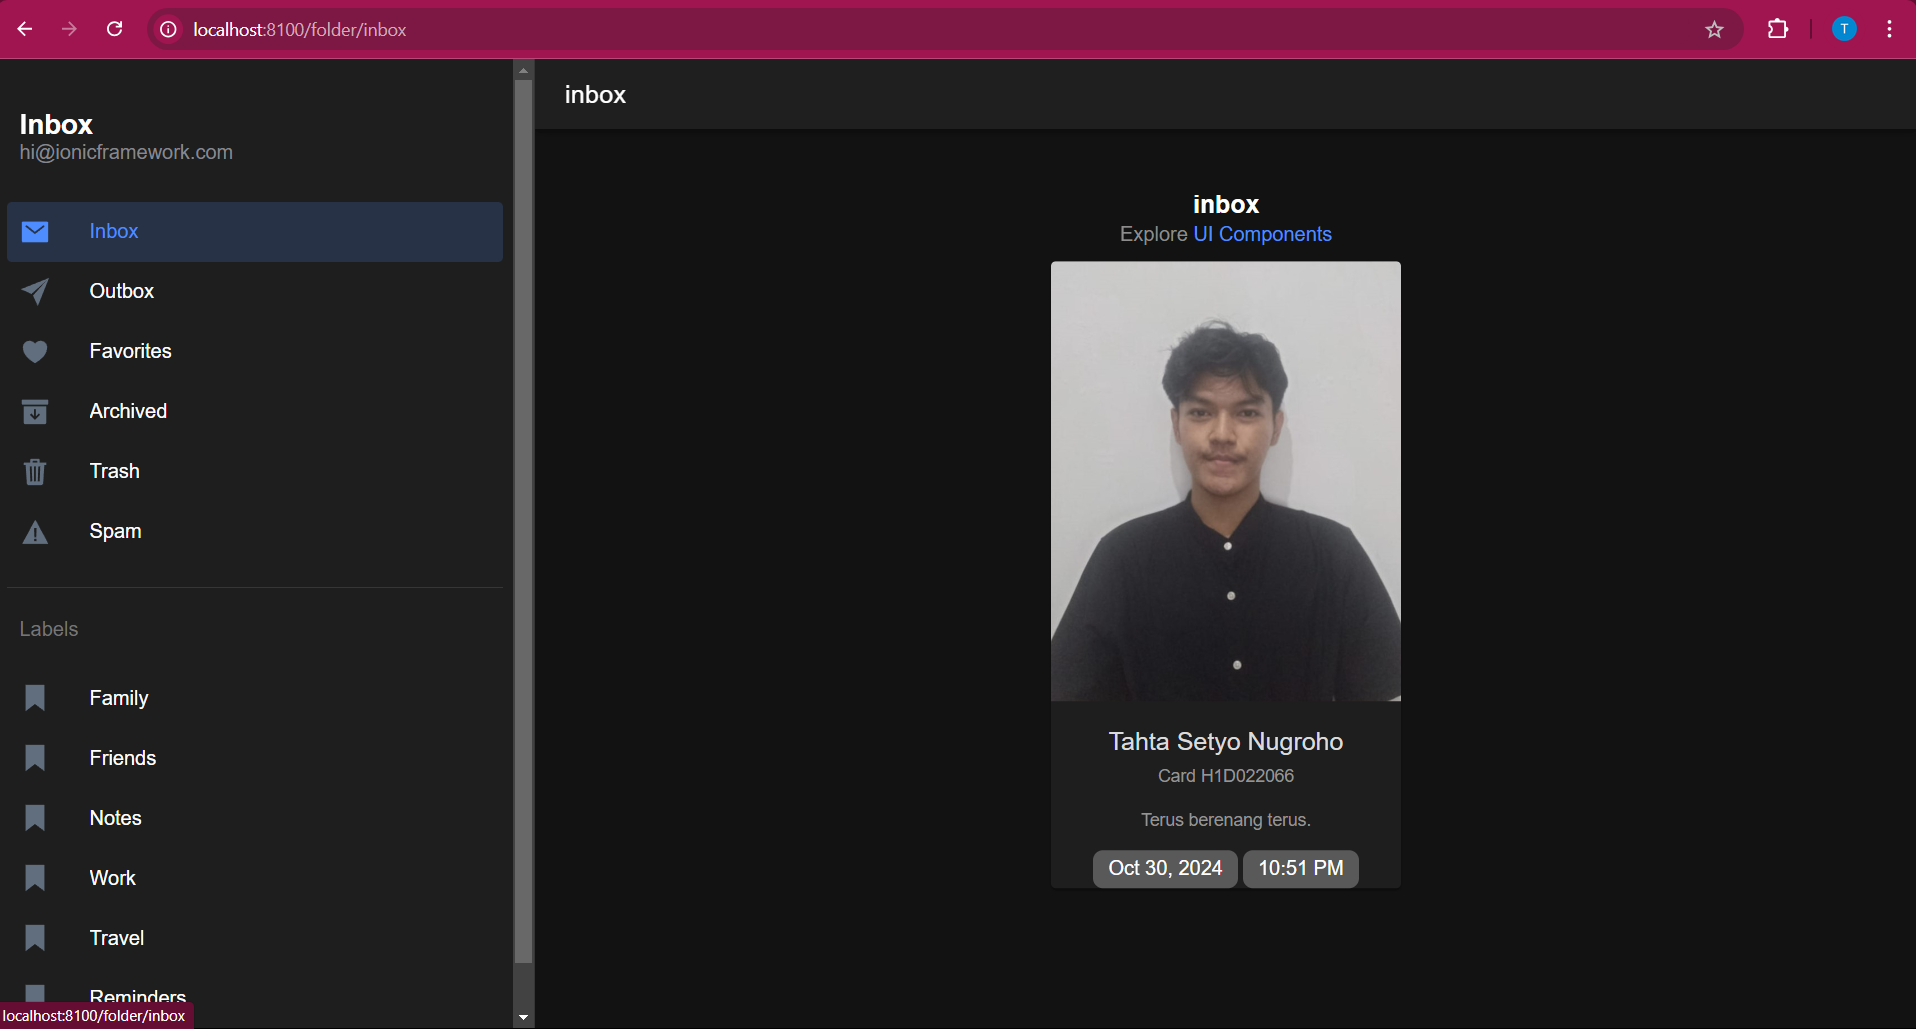 localhost:8100/folder/inbox
T
Inbox
hi@ionicframework.com
Inbox
Outbox
Favorites
Archived
Trash
Spam
Labels
Family
Friends
Notes
Work
Travel
Reminders
localhost:8100/folder/inbox
inbox
inbox
Explore UI Components
Tahta Setyo Nugroho
Card H1D022066
Terus berenang terus.
Oct 30, 2024 10:51 PM